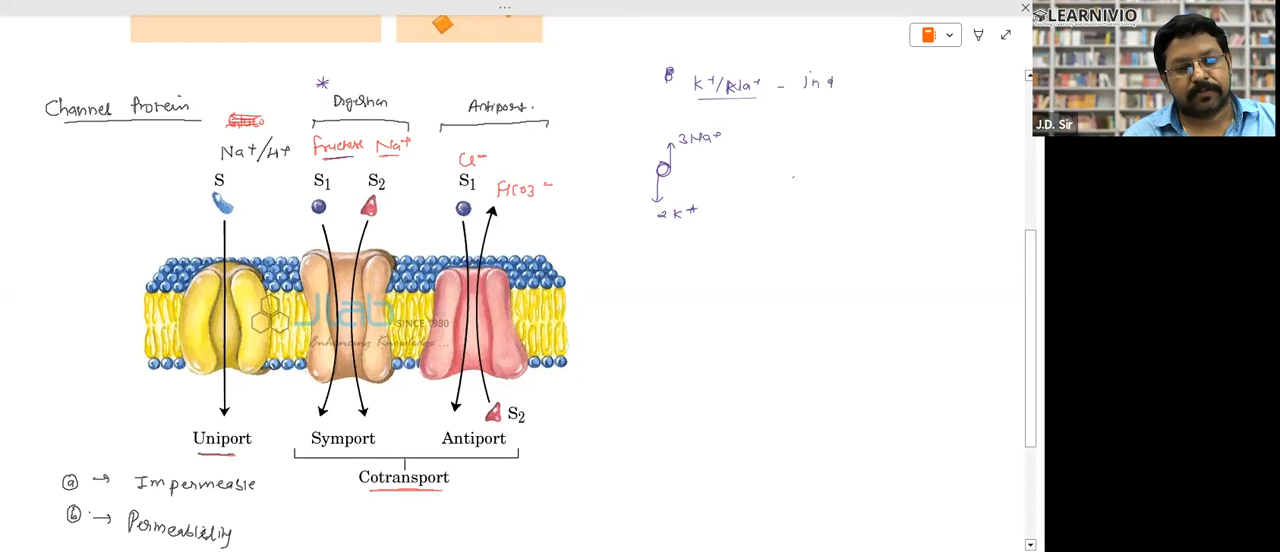 LEARNIVIO
J.D. Sir
Channel Protein
Na⁺/H⁺
S
*
Digestion
Fructose Na⁺
S₁ S₂
Antiport.
Cl⁻
S₁
HCO3⁻
K⁺/Na⁺ -
3Na⁺
2K⁺
Jlab
SINCE 1980
Enhancing Knowledge...
S₂
Uniport
Symport
Antiport
Cotransport
ⓐ → Impermeable
ⓑ → Permeability